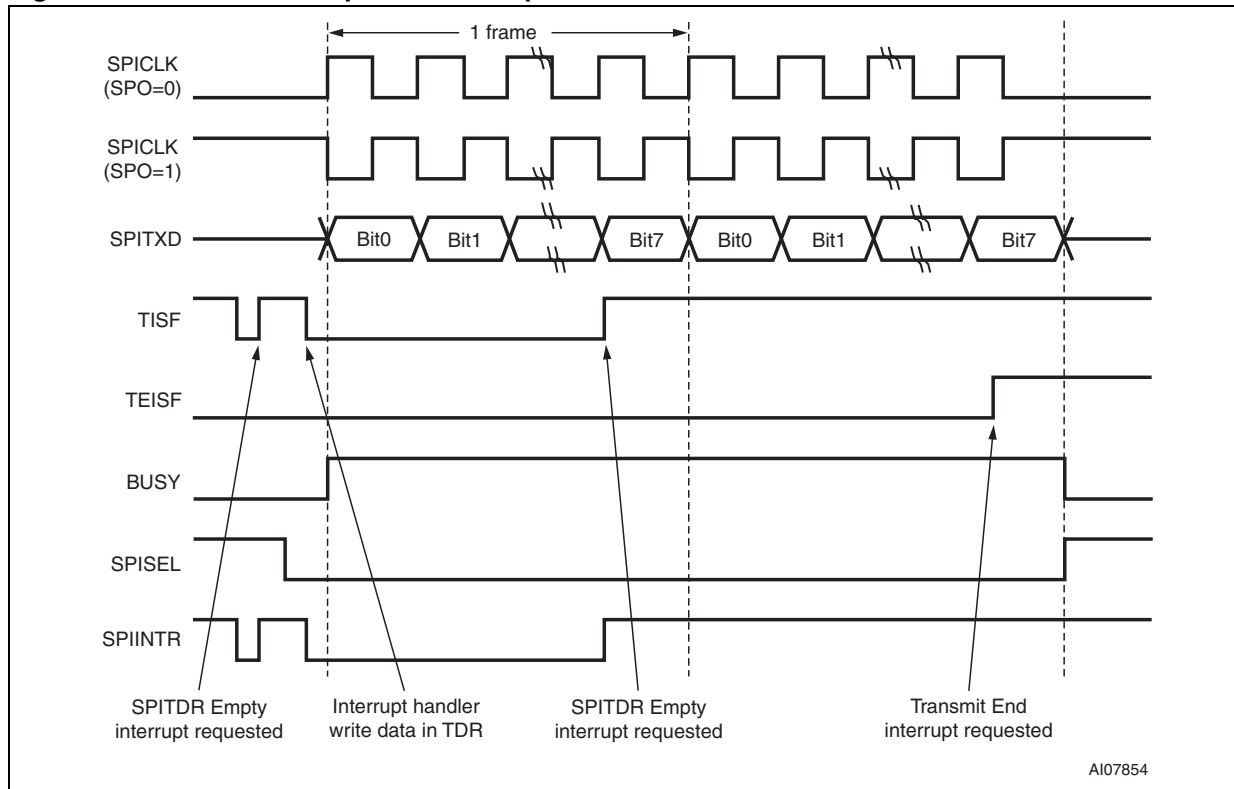 1 frame
SPICLK
(SPO=0)
SPICLK
(SPO=1)
SPITXD
Bit0 Bit1 Bit7 Bit0 Bit1 Bit7
TISF
TEISF
BUSY
SPISEL
SPIINTR
SPITDR Empty
interrupt requested
Interrupt handler
write data in TDR
SPITDR Empty
interrupt requested
Transmit End
interrupt requested
AI07854